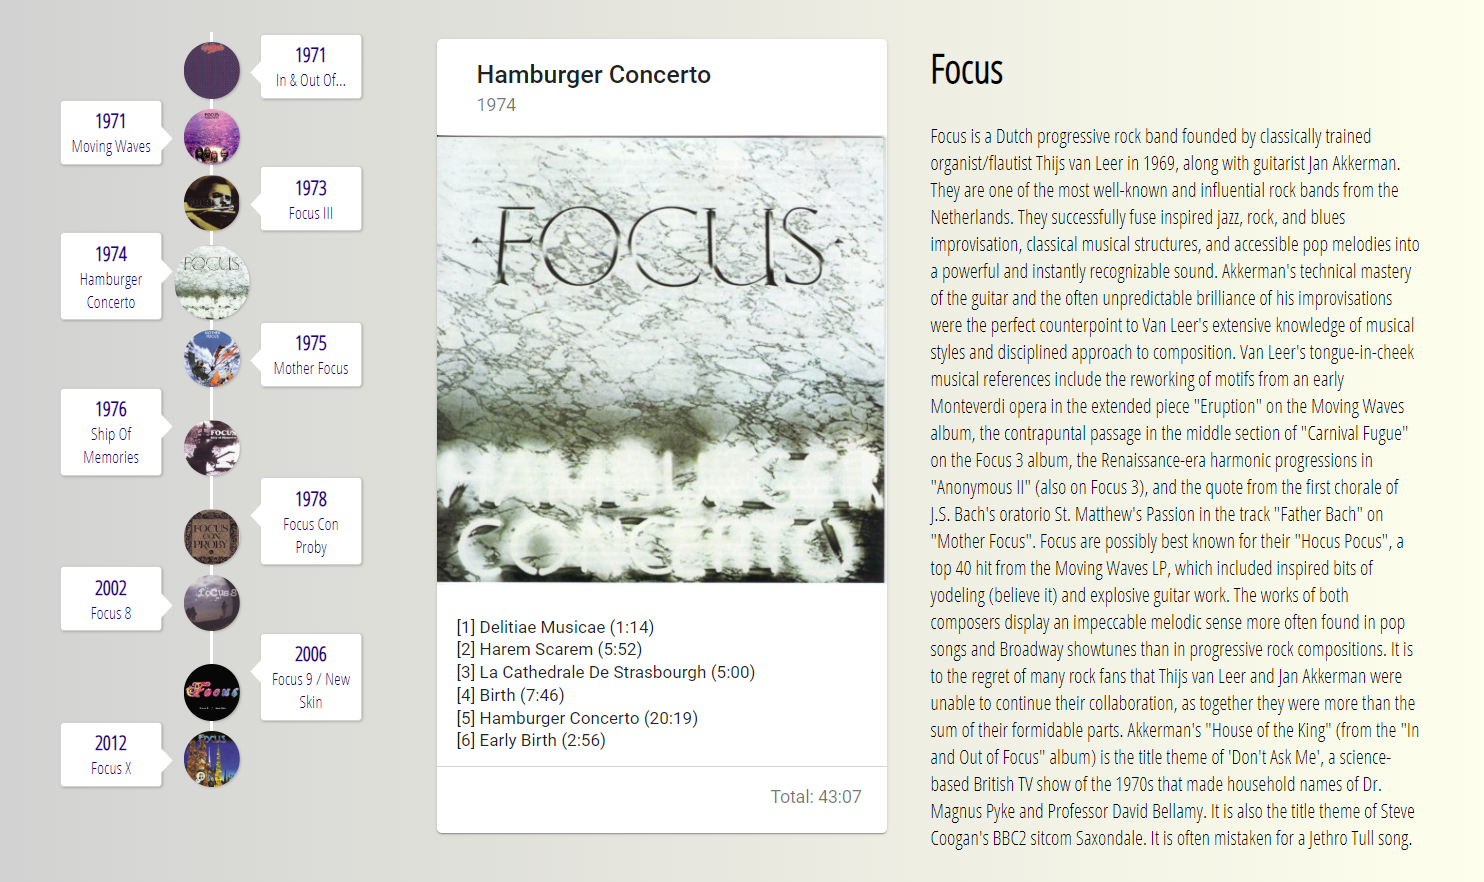 1971
In & Out Of...
1971
Moving Waves
1973
Focus III
1974
Hamburger
Concerto
1975
Mother Focus
1976
Ship Of
Memories
1978
Focus Con
Proby
2002
Focus 8
2006
Focus 9 / New
Skin
2012
Focus X
FOCUS
FOCUS
CON
PROBY
Focus
Hamburger Concerto
1974
FOCUS
HAMBURGER
CONCERTO
[1] Delitiae Musicae (1:14)
[2] Harem Scarem (5:52)
[3] La Cathedrale De Strasbourgh (5:00)
[4] Birth (7:46)
[5] Hamburger Concerto (20:19)
[6] Early Birth (2:56)
Total: 43:07
Focus
Focus is a Dutch progressive rock band founded by classically trained
organist/flautist Thijs van Leer in 1969, along with guitarist Jan Akkerman.
They are one of the most well-known and influential rock bands from the
Netherlands. They successfully fuse inspired jazz, rock, and blues
improvisation, classical musical structures, and accessible pop melodies into
a powerful and instantly recognizable sound. Akkerman's technical mastery
of the guitar and the often unpredictable brilliance of his improvisations
were the perfect counterpoint to Van Leer's extensive knowledge of musical
styles and disciplined approach to composition. Van Leer's tongue-in-cheek
musical references include the reworking of motifs from an early
Monteverdi opera in the extended piece "Eruption" on the Moving Waves
album, the contrapuntal passage in the middle section of "Carnival Fugue"
on the Focus 3 album, the Renaissance-era harmonic progressions in
"Anonymous II" (also on Focus 3), and the quote from the first chorale of
J.S. Bach's oratorio St. Matthew's Passion in the track "Father Bach" on
"Mother Focus". Focus are possibly best known for their "Hocus Pocus", a
top 40 hit from the Moving Waves LP, which included inspired bits of
yodeling (believe it) and explosive guitar work. The works of both
composers display an impeccable melodic sense more often found in pop
songs and Broadway showtunes than in progressive rock compositions. It is
to the regret of many rock fans that Thijs van Leer and Jan Akkerman were
unable to continue their collaboration, as together they were more than the
sum of their formidable parts. Akkerman's "House of the King" (from the "In
and Out of Focus" album) is the title theme of 'Don't Ask Me', a science-
based British TV show of the 1970s that made household names of Dr.
Magnus Pyke and Professor David Bellamy. It is also the title theme of Steve
Coogan's BBC2 sitcom Saxondale. It is often mistaken for a Jethro Tull song.